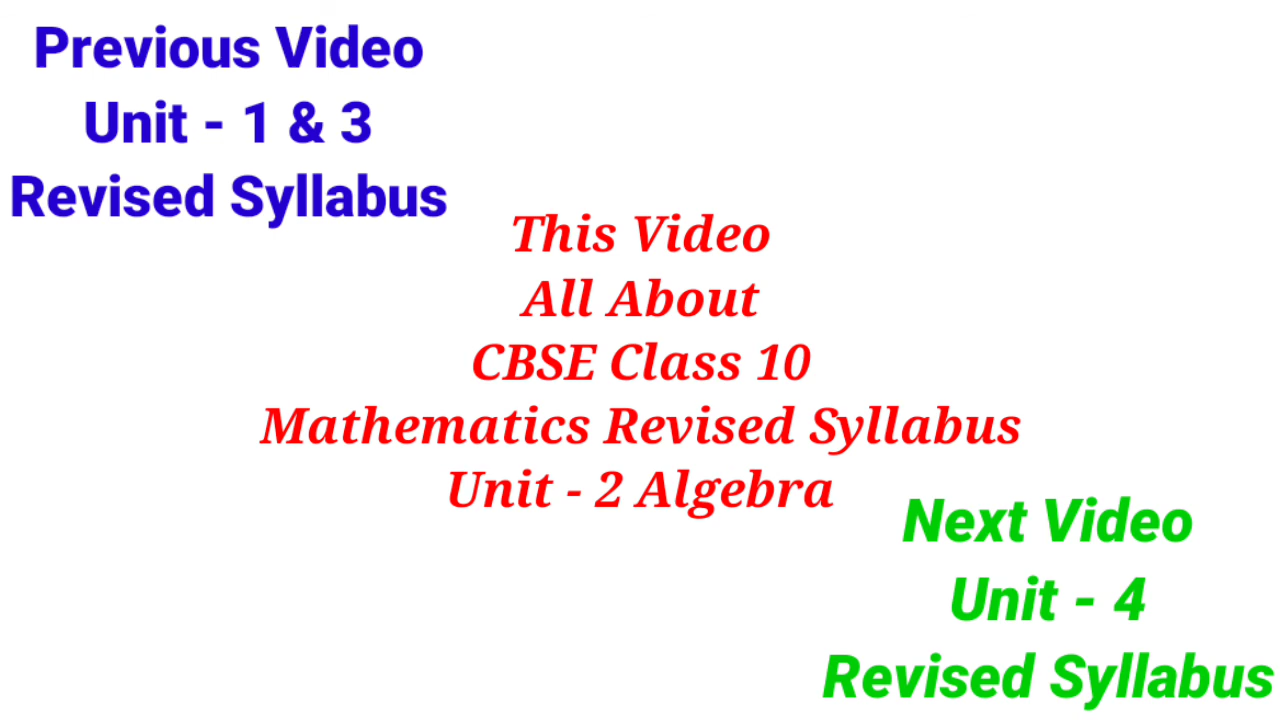 Previous Video
Unit - 1 & 3
Revised Syllabus
This Video
All About
CBSE Class 10
Mathematics Revised Syllabus
Unit - 2 Algebra
Next Video
Unit - 4
Revised Syllabus